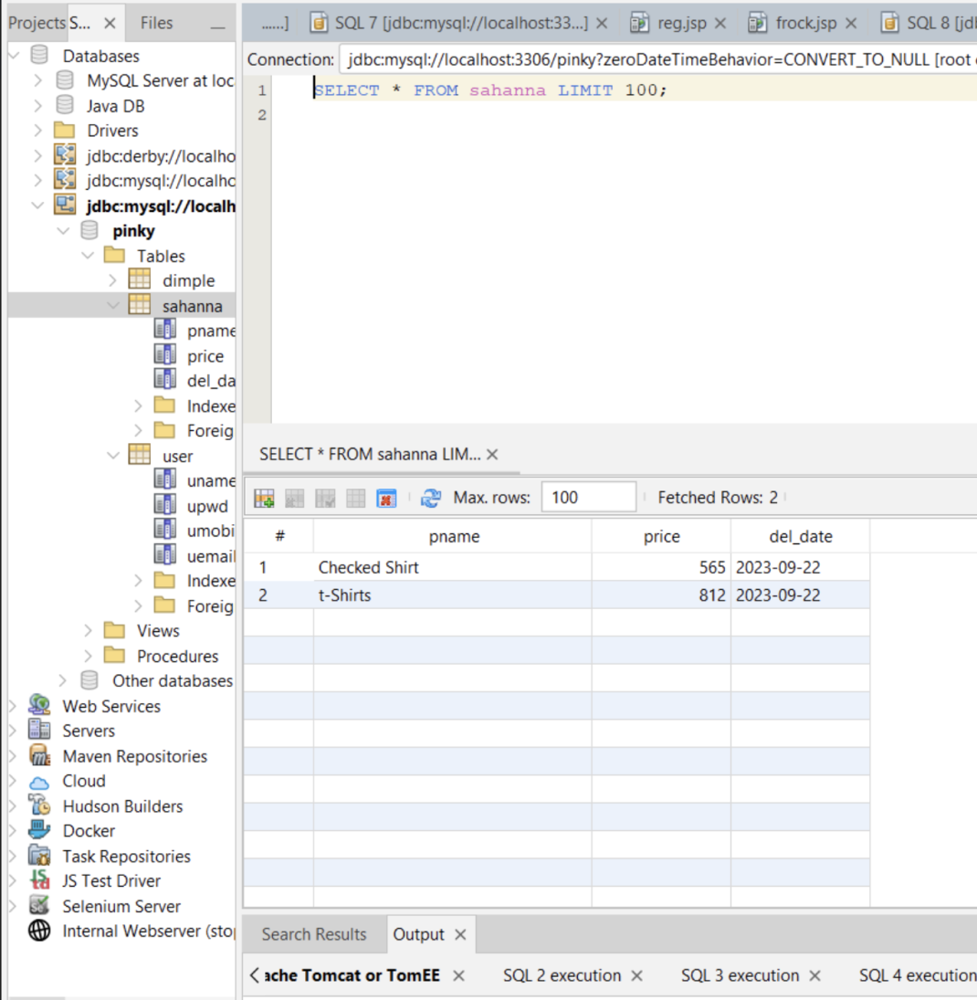 Projects S... × Files
......] SQL 7 [jdbc:mysql://localhost:33...] × reg.jsp × frock.jsp × SQL 8 [jd
Databases
MySQL Server at loc
Java DB
Drivers
jdbc:derby://localho
jdbc:mysql://localho
jdbc:mysql://localh
pinky
Tables
dimple
sahanna
pname
price
del_da
Indexe
Foreig
user
uname
upwd
umobi
uemail
Indexe
Foreig
Views
Procedures
Other databases
Web Services
Servers
Maven Repositories
Cloud
Hudson Builders
Docker
Task Repositories
JS Test Driver
Selenium Server
Internal Webserver (sto
Connection: jdbc:mysql://localhost:3306/pinky?zeroDateTimeBehavior=CONVERT_TO_NULL [root
1 SELECT * FROM sahanna LIMIT 100;
2
SELECT * FROM sahanna LIM... ×
Max. rows: 100 Fetched Rows: 2
# pname price del_date
1 Checked Shirt 565 2023-09-22
2 t-Shirts 812 2023-09-22
Search Results Output ×
ache Tomcat or TomEE × SQL 2 execution × SQL 3 execution × SQL 4 execution